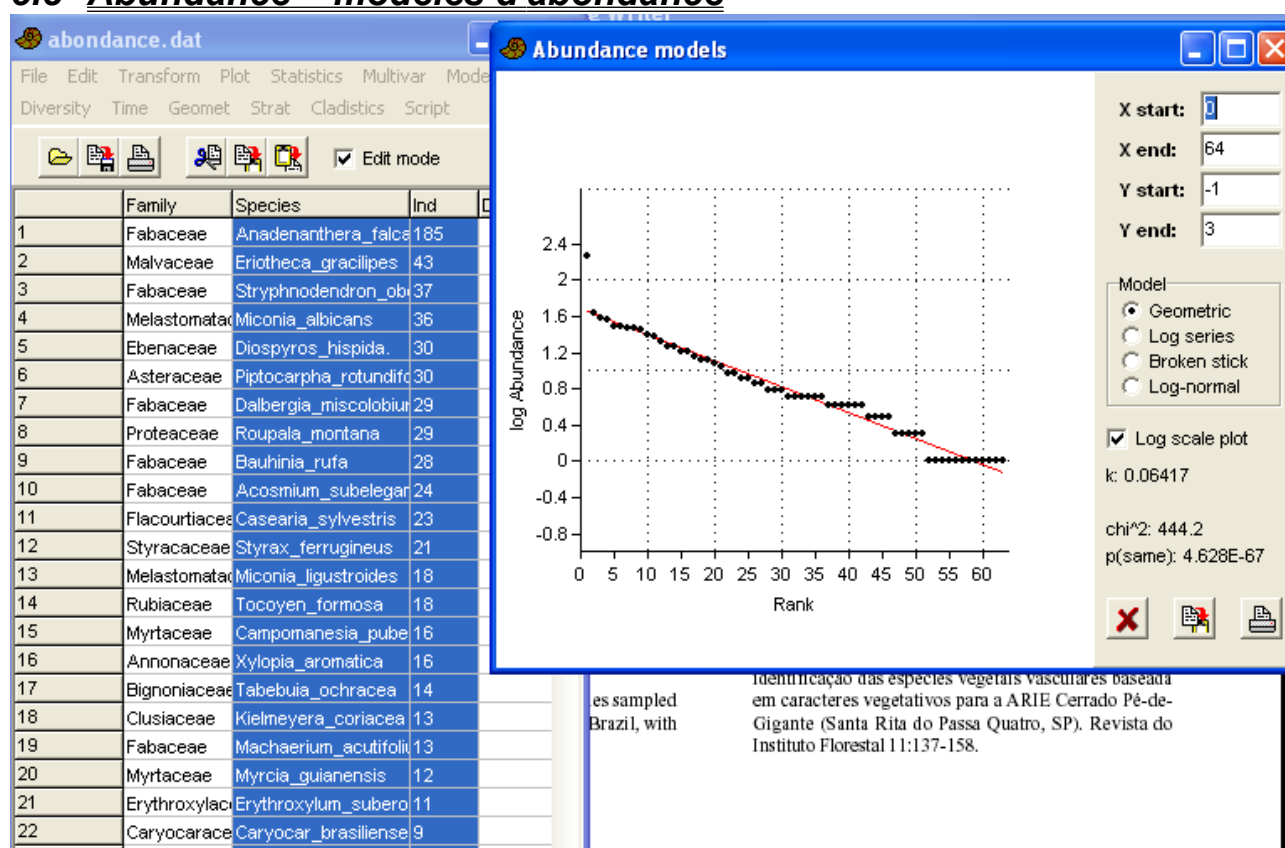 Abundance
abondance.dat
File Edit Transform Plot Statistics Multivar Mode
Diversity Time Geomet Strat Cladistics Script
Edit mode
Family Species Ind
1 Fabaceae Anadenanthera_falca 185
2 Malvaceae Eriotheca_gracilipes 43
3 Fabaceae Stryphnodendron_ob 37
4 Melastomata Miconia_albicans 36
5 Ebenaceae Diospyros_hispida. 30
6 Asteraceae Piptocarpha_rotundifo 30
7 Fabaceae Dalbergia_miscolobiu 29
8 Proteaceae Roupala_montana 29
9 Fabaceae Bauhinia_rufa 28
10 Fabaceae Acosmium_subelegar 24
11 Flacourtiacea Casearia_sylvestris 23
12 Styracaceae Styrax_ferrugineus 21
13 Melastomata Miconia_ligustroides 18
14 Rubiaceae Tocoyen_formosa 18
15 Myrtaceae Campomanesia_pube 16
16 Annonaceae Xylopia_aromatica 16
17 Bignoniaceae Tabebuia_ochracea 14
18 Clusiaceae Kielmeyera_coriacea 13
19 Fabaceae Machaerium_acutifoli 13
20 Myrtaceae Myrcia_guianensis 12
21 Erythroxylac Erythroxylum_subero 11
22 Caryocarace Caryocar_brasiliense 9
Abundance models
2.4
2
1.6
1.2
0.8
0.4
0
-0.4
-0.8
log Abundance
0 5 10 15 20 25 30 35 40 45 50 55 60
Rank
X start: 0
X end: 64
Y start: -1
Y end: 3
Model
Geometric
Log series
Broken stick
Log-normal
Log scale plot
k: 0.06417
chi^2: 444.2
p(same): 4.628E-67
es sampled
Brazil, with
Identificação das espécies vegetais vasculares baseada
em caracteres vegetativos para a ARIE Cerrado Pé-de-
Gigante (Santa Rita do Passa Quatro, SP). Revista do
Instituto Florestal 11:137-158.